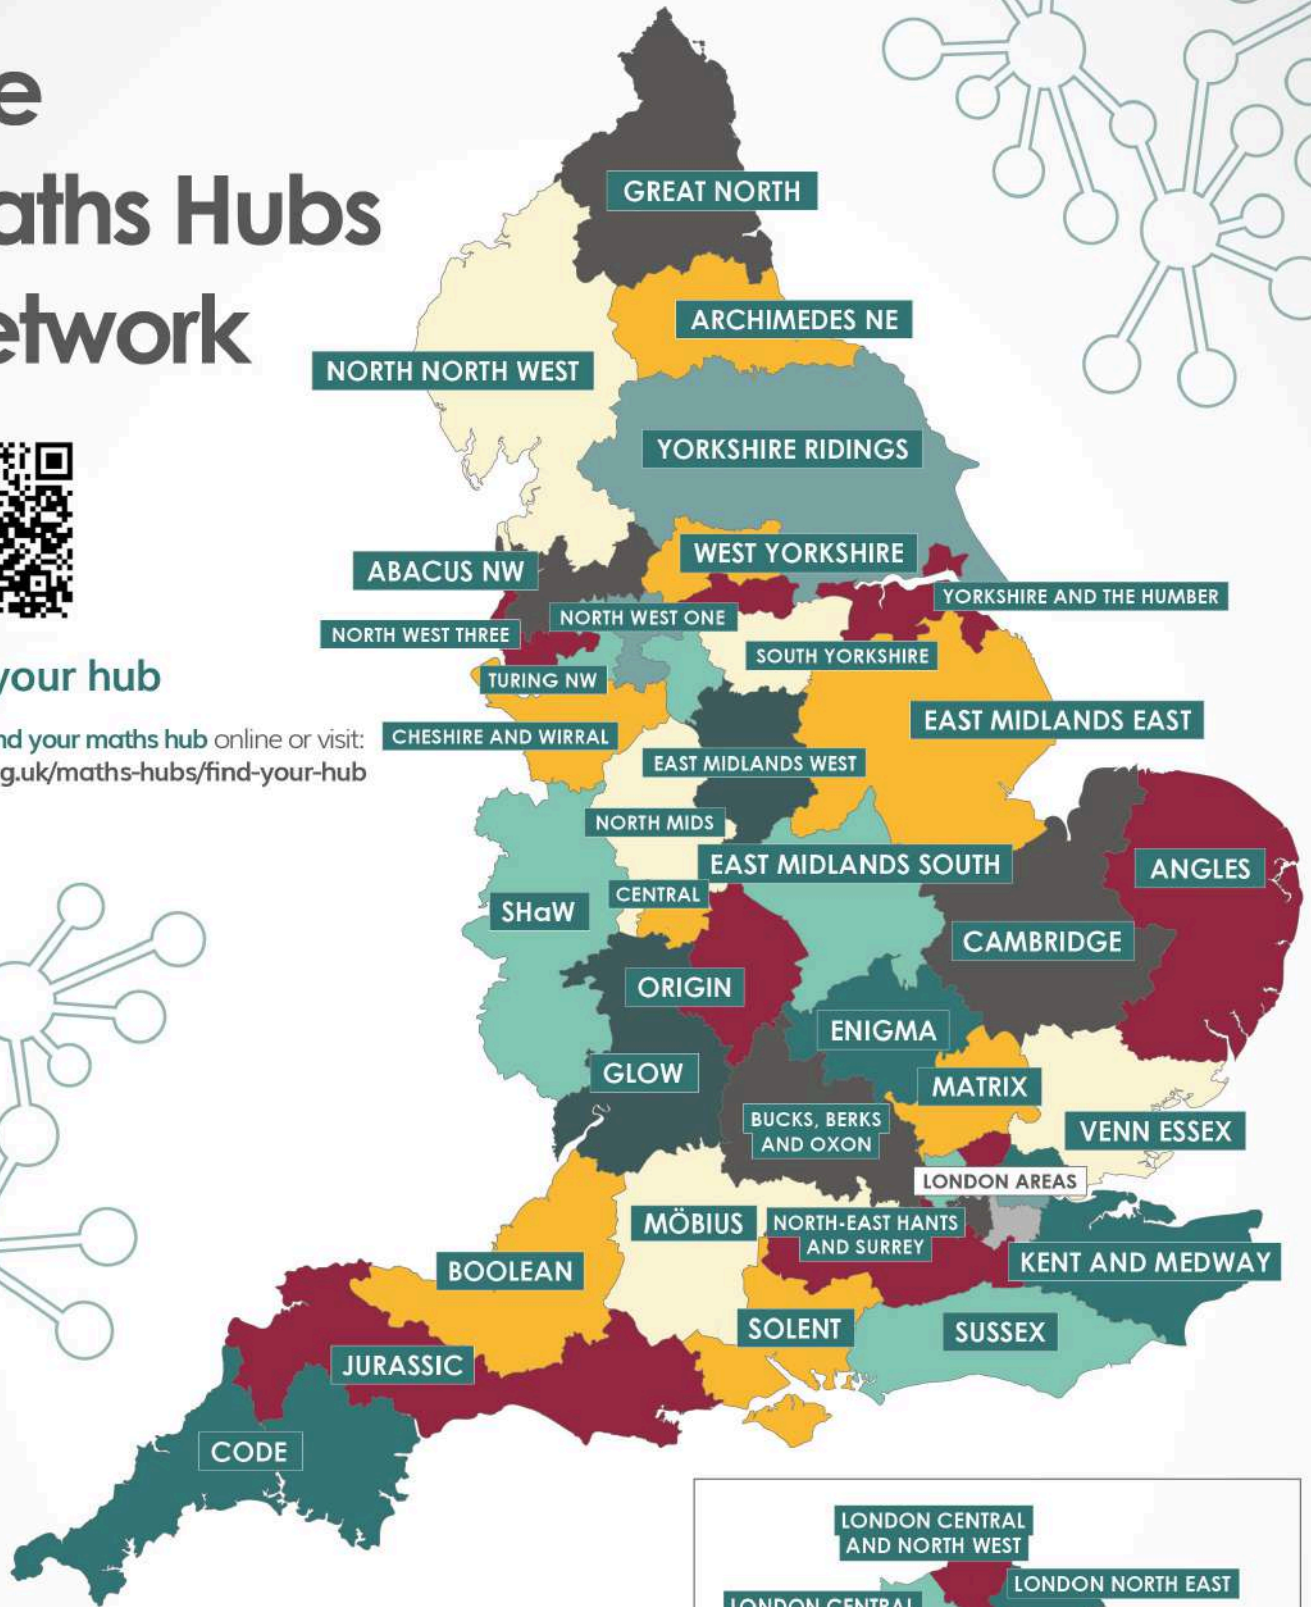 e
aths Hubs
etwork
your hub
nd your maths hub online or visit:
g.uk/maths-hubs/find-your-hub
GREAT NORTH
ARCHIMEDES NE
NORTH NORTH WEST
YORKSHIRE RIDINGS
WEST YORKSHIRE
ABACUS NW
YORKSHIRE AND THE HUMBER
NORTH WEST ONE
NORTH WEST THREE
SOUTH YORKSHIRE
TURING NW
EAST MIDLANDS EAST
CHESHIRE AND WIRRAL
EAST MIDLANDS WEST
NORTH MIDS
EAST MIDLANDS SOUTH
ANGLES
CENTRAL
SHaW
CAMBRIDGE
ORIGIN
ENIGMA
GLOW
MATRIX
BUCKS, BERKS
AND OXON
VENN ESSEX
LONDON AREAS
MÖBIUS
NORTH-EAST HANTS
AND SURREY
KENT AND MEDWAY
BOOLEAN
SOLENT
SUSSEX
JURASSIC
CODE
LONDON CENTRAL
AND NORTH WEST
LONDON NORTH EAST
LONDON CENTRAL